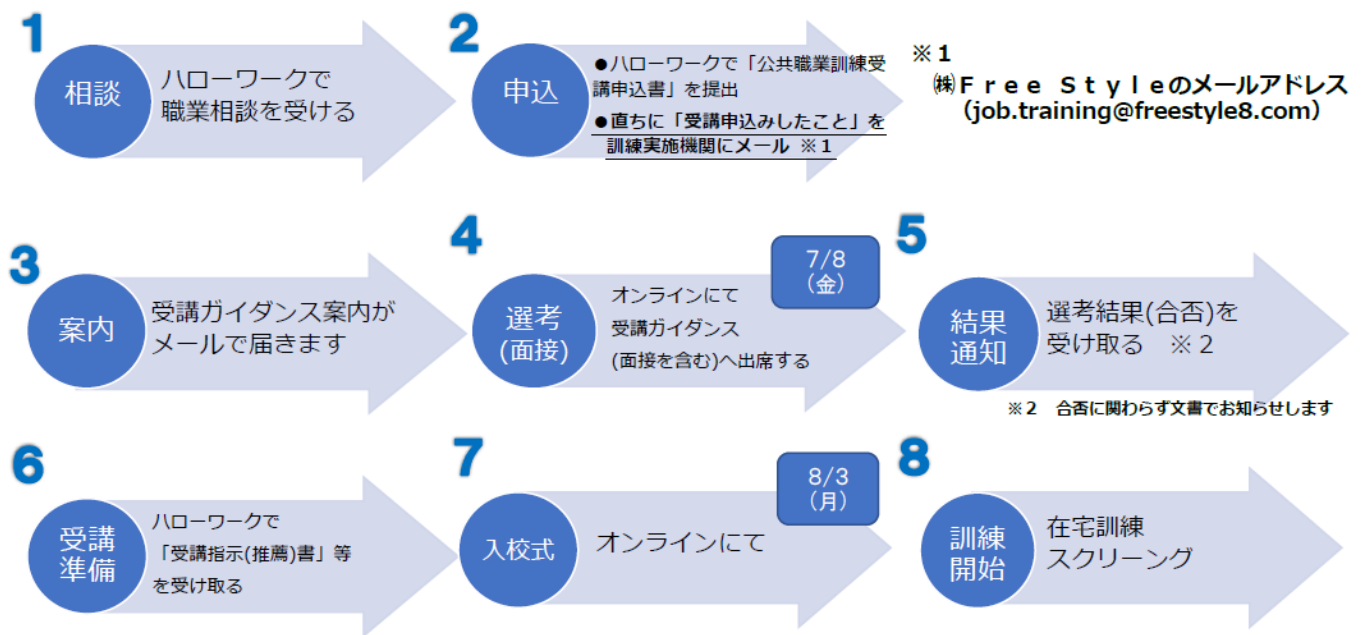 1
相談
ハローワークで
職業相談を受ける
2
申込
●ハローワークで「公共職業訓練受
講申込書」を提出
●直ちに「受講申込みしたこと」を
訓練実施機関にメール ※1
※1
㈱Ｆｒｅｅ Ｓｔｙｌｅのメールアドレス
(job.training@freestyle8.com)
3
案内
受講ガイダンス案内が
メールで届きます
4
選考
(面接)
オンラインにて
受講ガイダンス
(面接を含む)へ出席する
7/8
(金)
5
結果
通知
選考結果(合否)を
受け取る ※2
※2 合否に関わらず文書でお知らせします
6
受講
準備
ハローワークで
「受講指示(推薦)書」等
を受け取る
7
入校式
オンラインにて
8/3
(月)
8
訓練
開始
在宅訓練
スクリーング